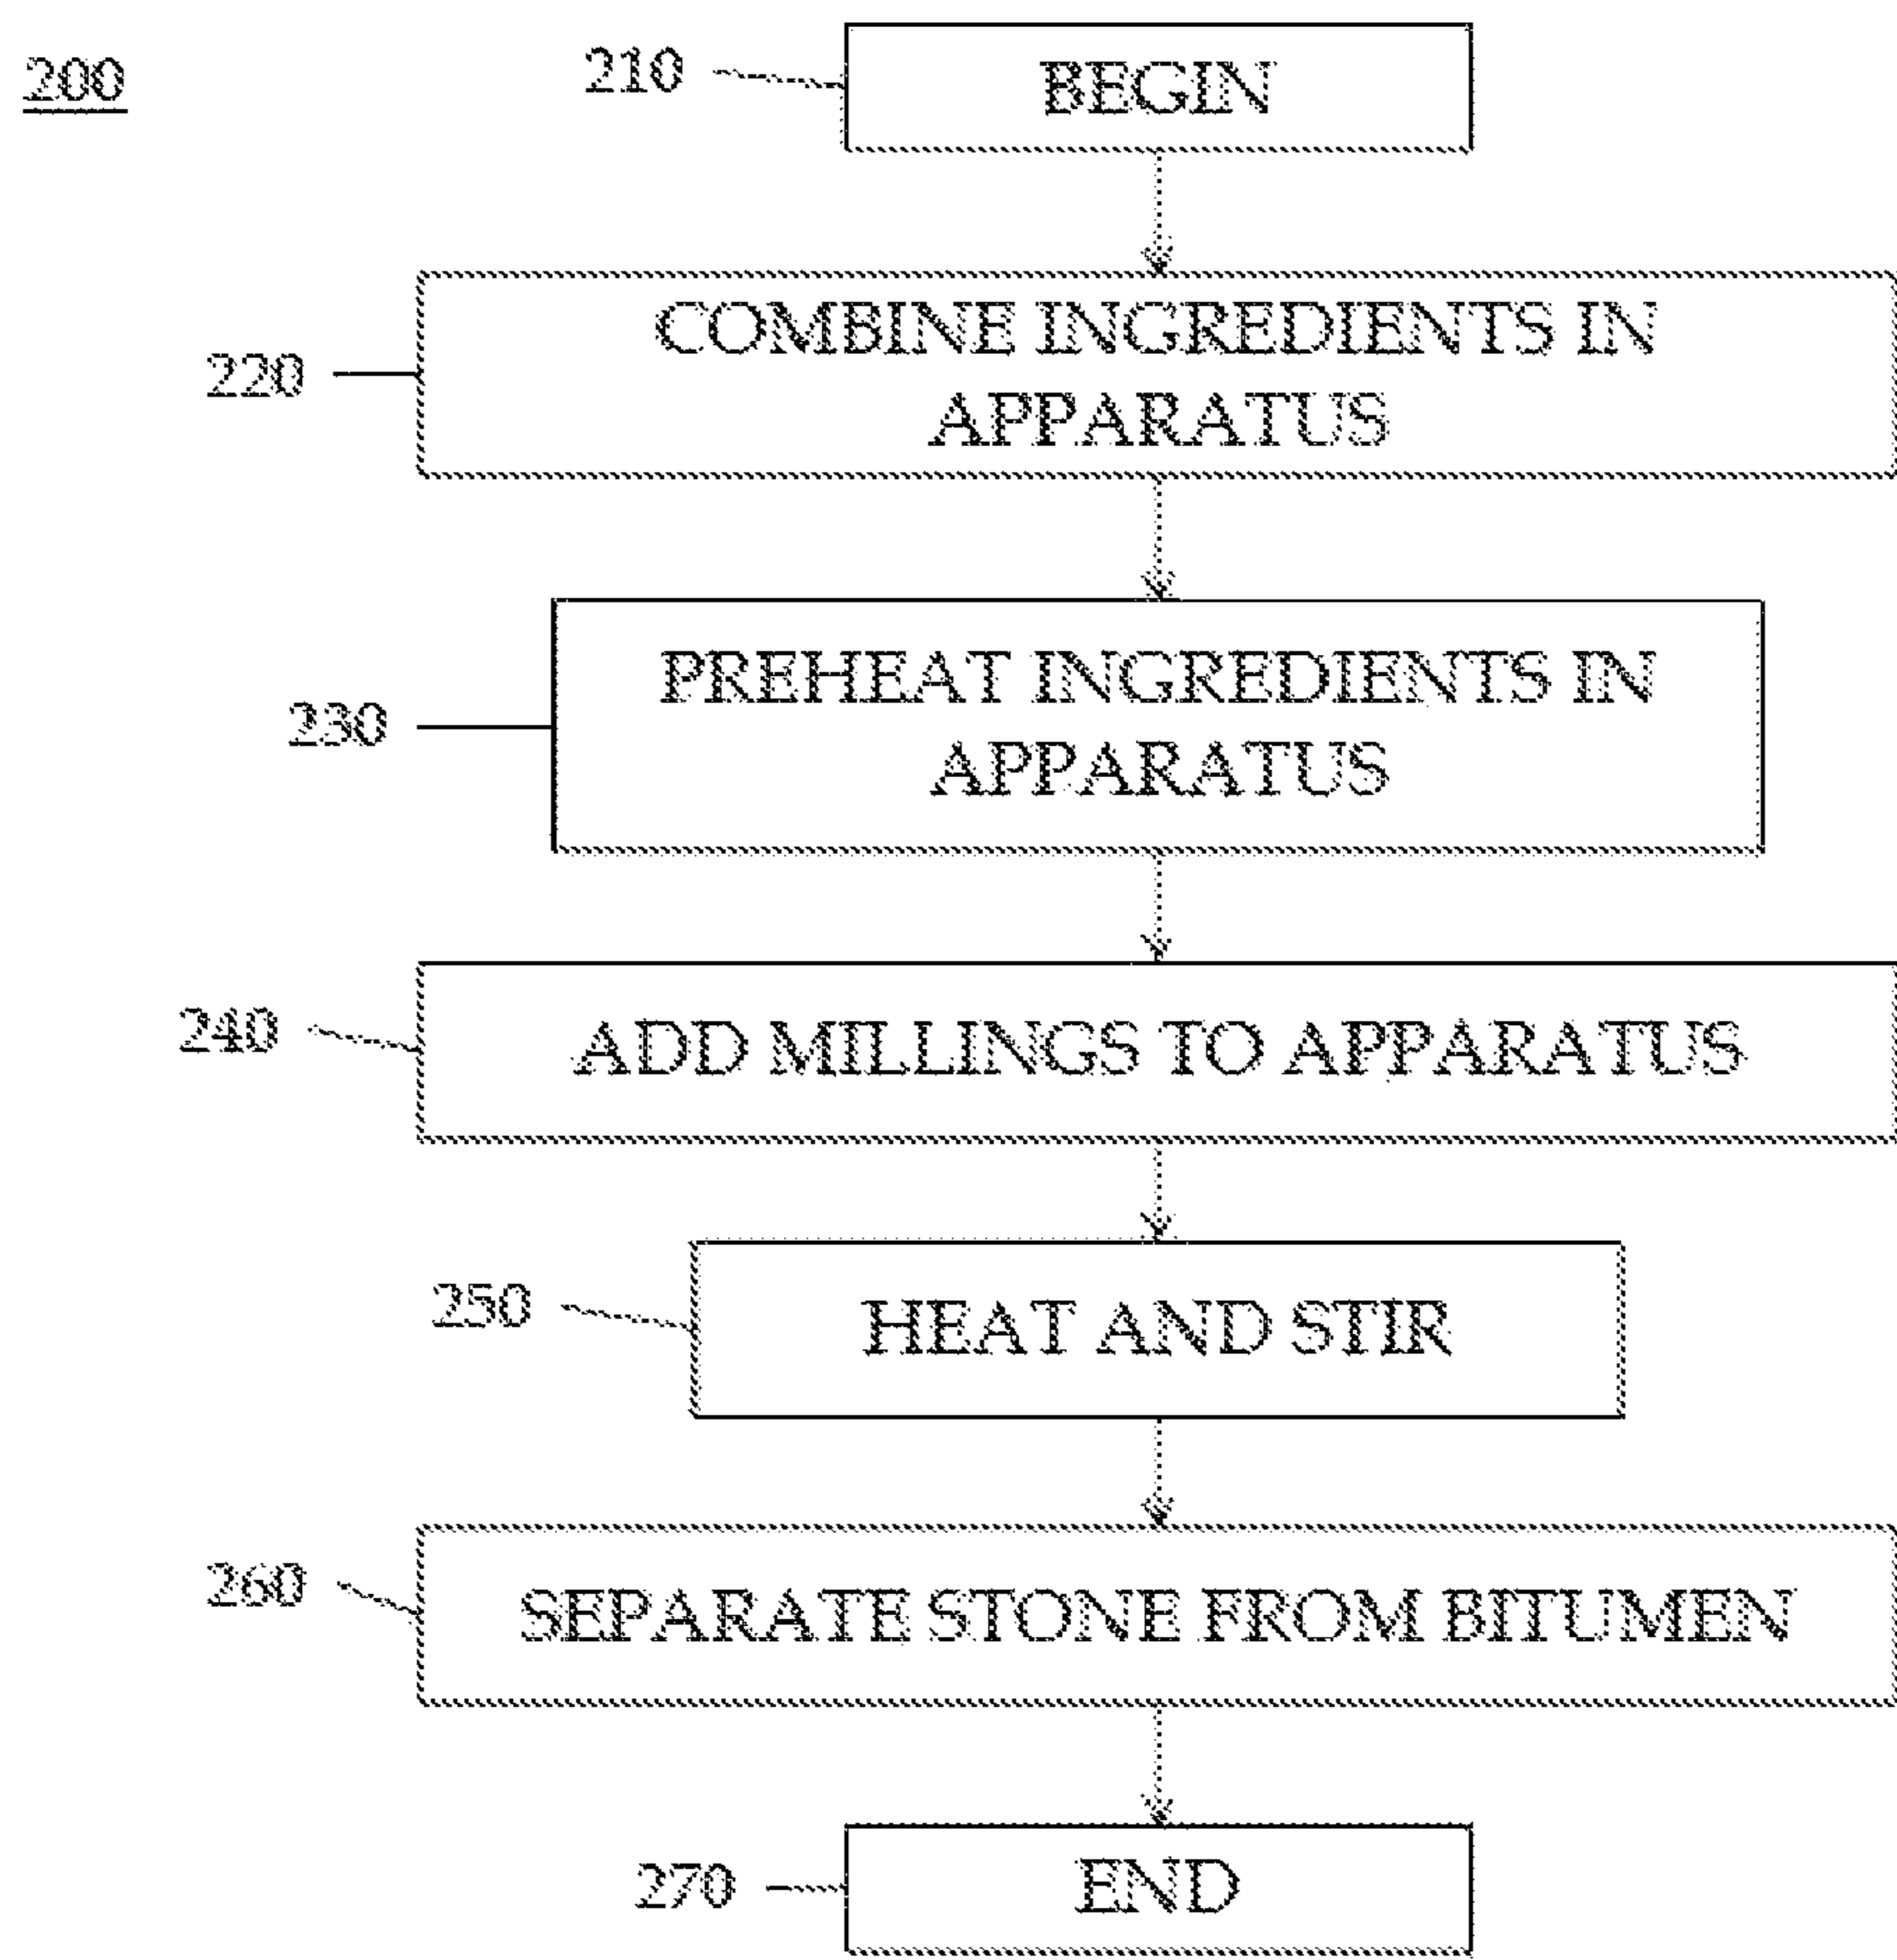 200
210 BEGIN
220 COMBINE INGREDIENTS IN
APPARATUS
230 PREHEAT INGREDIENTS IN
APPARATUS
240 ADD MILLINGS TO APPARATUS
250 HEAT AND STIR
260 SEPARATE STONE FROM BITUMEN
270 END